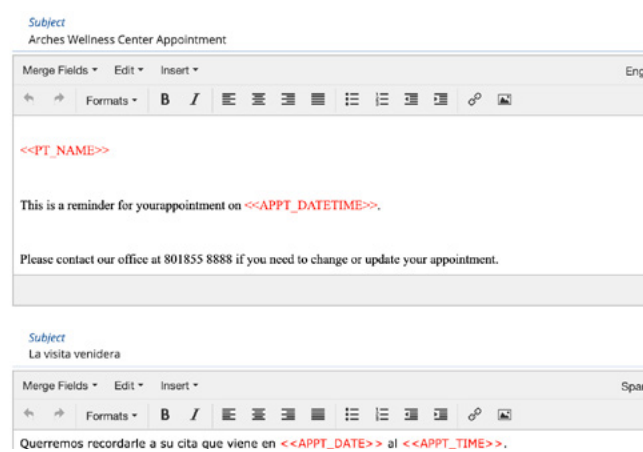 Subject
Arches Wellness Center Appointment
Merge Fields Edit Insert
Formats B I
<<PT_NAME>>
This is a reminder for yourappointment on <<APPT_DATETIME>>.
Please contact our office at 801855 8888 if you need to change or update your appointment.
Subject
La visita venidera
Merge Fields Edit Insert
Formats B I
Querremos recordarle a su cita que viene en <<APPT_DATE>> al <<APPT_TIME>>.